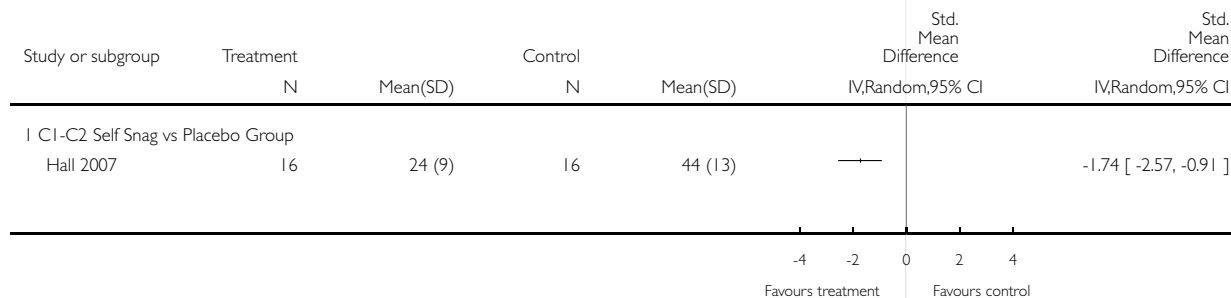 Study or subgroup Treatment Control Std. Mean Difference Std. Mean Difference
N Mean(SD) N Mean(SD) IV,Random,95% CI IV,Random,95% CI
1 C1-C2 Self Snag vs Placebo Group
Hall 2007 16 24 (9) 16 44 (13) -1.74 [ -2.57, -0.91 ]
-4 -2 0 2 4
Favours treatment Favours control